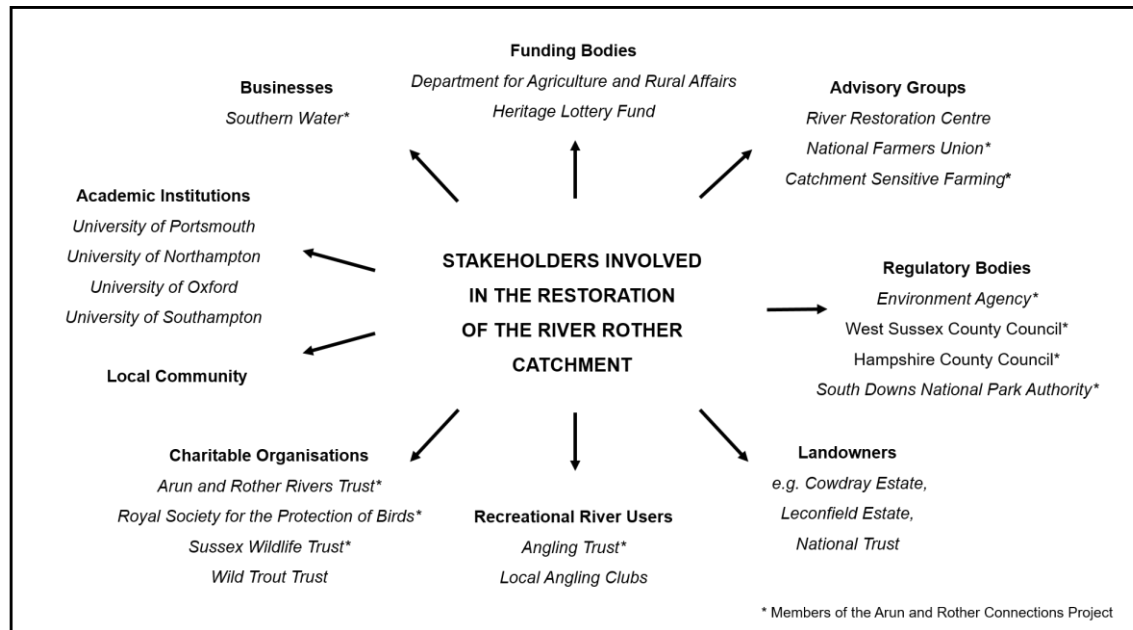 Funding Bodies
Department for Agriculture and Rural Affairs
Heritage Lottery Fund
Businesses
Southern Water*
Advisory Groups
River Restoration Centre
National Farmers Union*
Catchment Sensitive Farming*
Academic Institutions
University of Portsmouth
University of Northampton
University of Oxford
University of Southampton
STAKEHOLDERS INVOLVED
IN THE RESTORATION
OF THE RIVER ROTHER
CATCHMENT
Regulatory Bodies
Environment Agency*
West Sussex County Council*
Hampshire County Council*
South Downs National Park Authority*
Local Community
Charitable Organisations
Arun and Rother Rivers Trust*
Royal Society for the Protection of Birds*
Sussex Wildlife Trust*
Wild Trout Trust
Recreational River Users
Angling Trust*
Local Angling Clubs
Landowners
e.g. Cowdray Estate,
Leconfield Estate,
National Trust
* Members of the Arun and Rother Connections Project